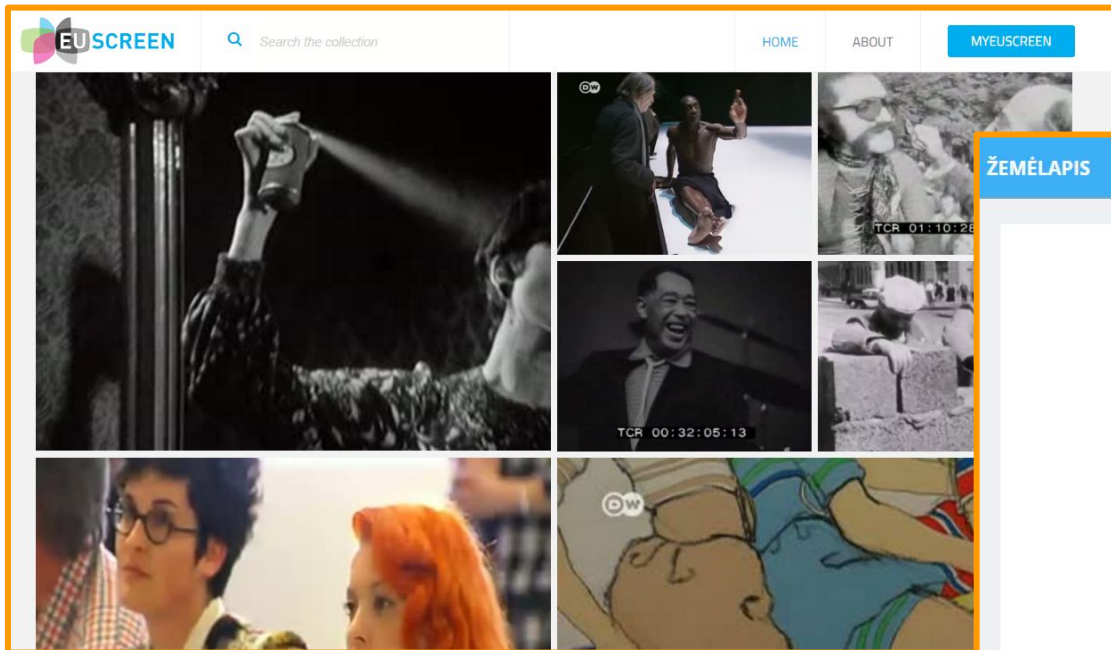 EUSCREEN
Search the collection
HOME
ABOUT
MYEUSCREEN
DW
ŽEMĖLAPIS
TCR 01:10:28
TCR 00:32:05:13
DW